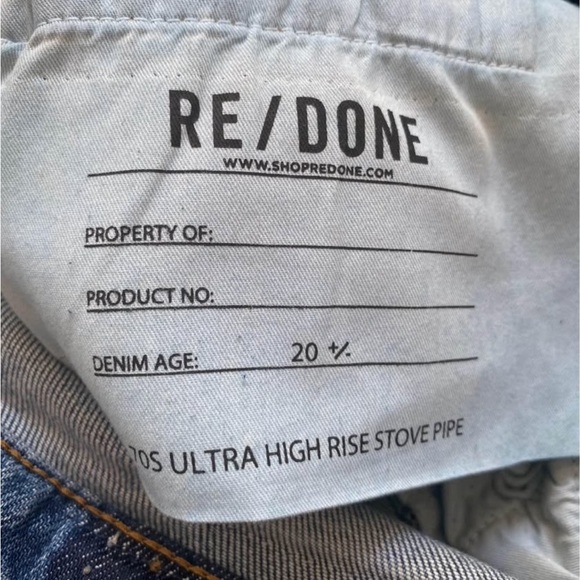 RE/DONE
WWW.SHOPREDONE.COM
PROPERTY OF:
PRODUCT NO:
DENIM AGE: 20 +/-
70S ULTRA HIGH RISE STOVE PIPE